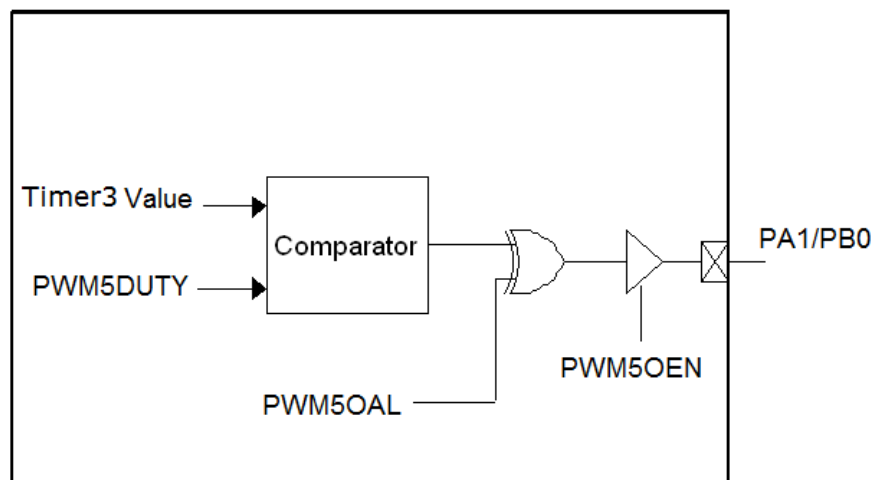 Timer3 Value
Comparator
PA1/PB0
PWM5DUTY
PWM5OEN
PWM5OAL